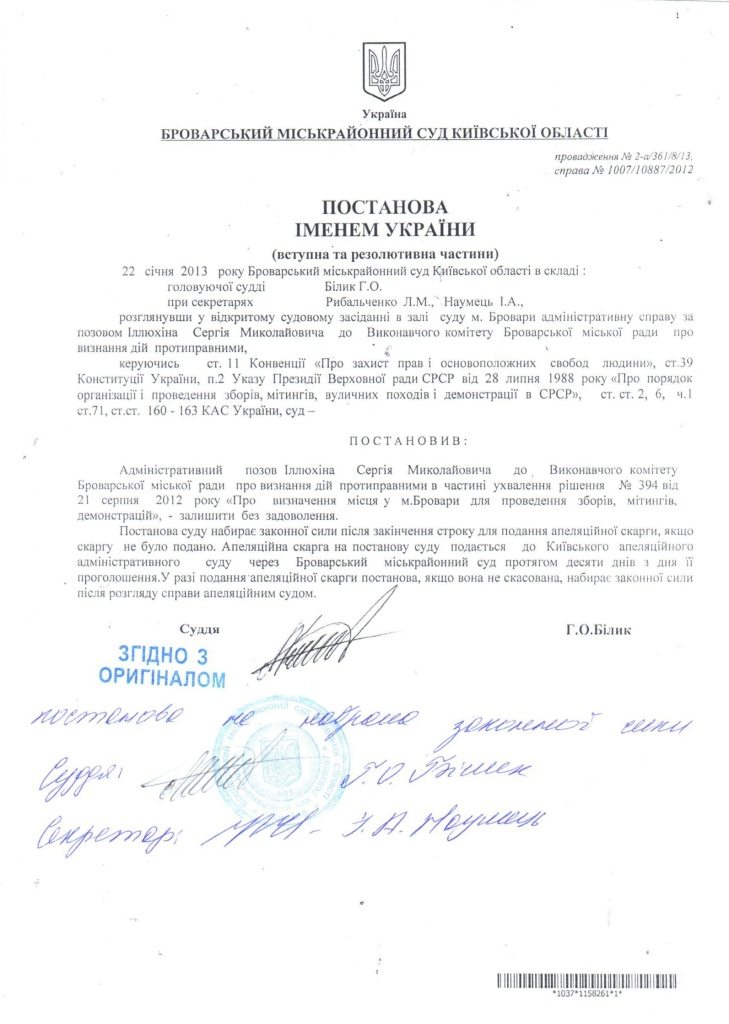 Україна
БРОВАРСЬКИЙ МІСЬКРАЙОННИЙ СУД КИЇВСЬКОЇ ОБЛАСТІ
провадження № 2-а/361/8/13,
справа № 1007/10887/2012
ПОСТАНОВА
ІМЕНЕМ УКРАЇНИ
(вступна та резолютивна частини)
22 січня 2013 року Броварський міськрайонний суд Київської області в складі :
головуючої судді Білик Г.О.
при секретарях Рибальченко Л.М., Наумець І.А.,
розглянувши у відкритому судовому засіданні в залі суду м. Бровари адміністративну справу за
позовом Іллюхіна Сергія Миколайовича до Виконавчого комітету Броварської міської ради про
визнання дій протиправними,
керуючись ст. 11 Конвенції «Про захист прав і основоположних свобод людини», ст.39
Конституції України, п.2 Указу Президії Верховної ради СРСР від 28 липня 1988 року «Про порядок
організації і проведення зборів, мітингів, вуличних походів і демонстрації в СРСР», ст. ст. 2, 6, ч.1
ст.71, ст.ст. 160 - 163 КАС України, суд –
П О С Т А Н О В И В :
Адміністративний позов Іллюхіна Сергія Миколайовича до Виконавчого комітету
Броварської міської ради про визнання дій протиправними в частині ухвалення рішення № 394 від
21 серпня 2012 року «Про визначення місця у м.Бровари для проведення зборів, мітингів,
демонстрацій», - залишити без задоволення.
Постанова суду набирає законної сили після закінчення строку для подання апеляційної скарги, якщо
скаргу не було подано. Апеляційна скарга на постанову суду подається до Київського апеляційного
адміністративного суду через Броварський міськрайонний суд протягом десяти днів з дня її
проголошення.У разі подання апеляційної скарги постанова, якщо вона не скасована, набирає законної сили
після розгляду справи апеляційним судом.
Суддя Г.О.Білик
ЗГІДНО З
ОРИГІНАЛОМ
постанова не набрала законної сили
Суддя: Г. О. Білик
Секретар: І. А. Наумець
*1037*1158261*1*